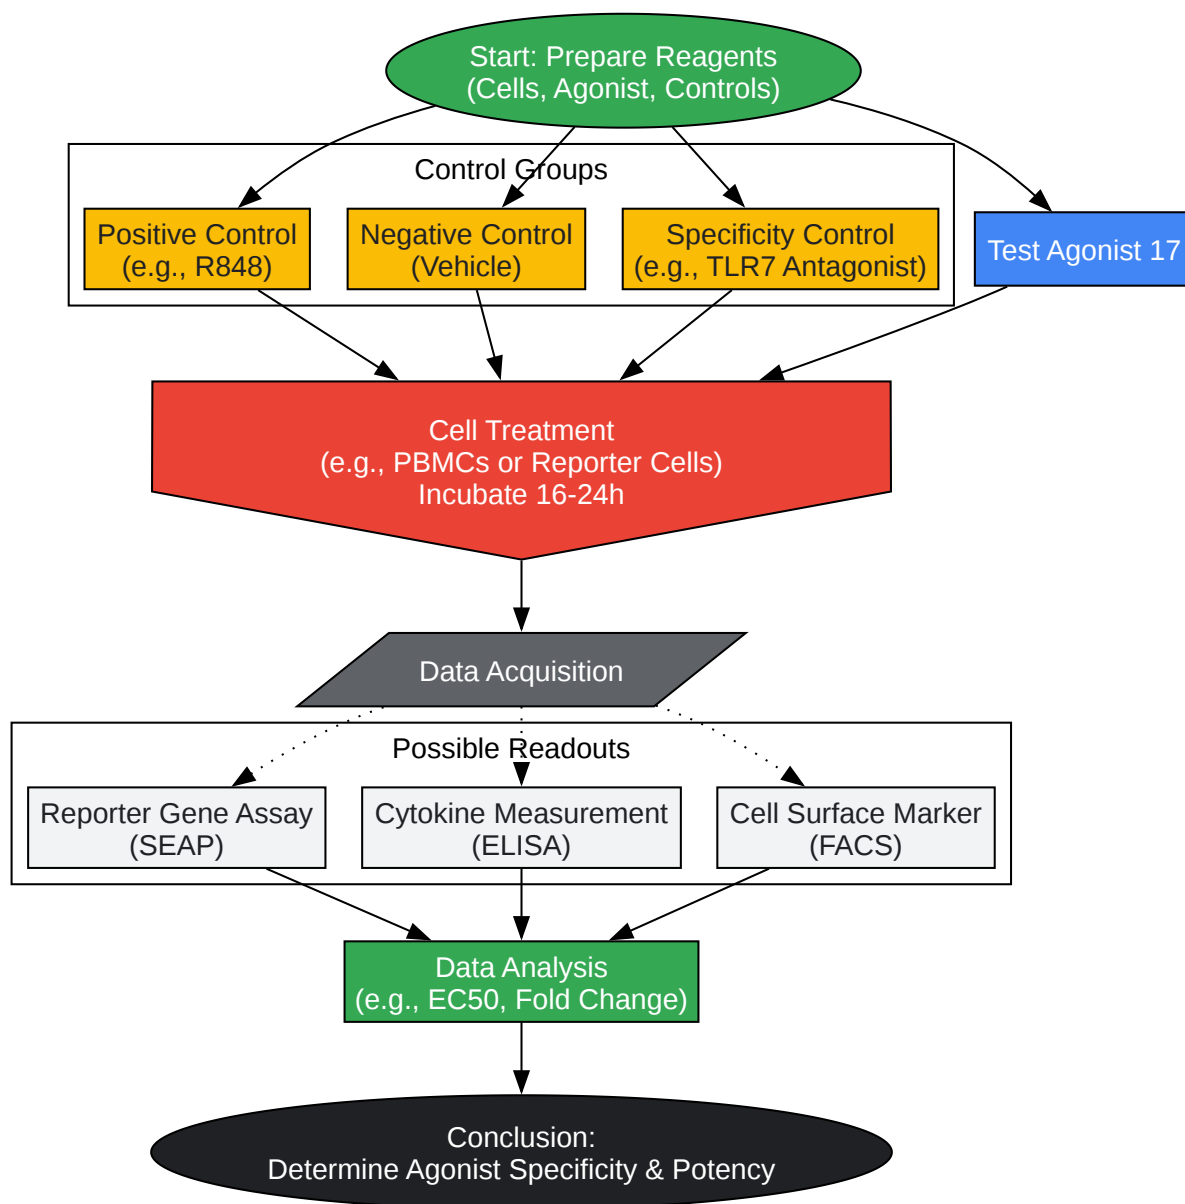 Start: Prepare Reagents
(Cells, Agonist, Controls)
Control Groups
Positive Control
(e.g., R848)
Negative Control
(Vehicle)
Specificity Control
(e.g., TLR7 Antagonist)
Test Agonist 17
Cell Treatment
(e.g., PBMCs or Reporter Cells)
Incubate 16-24h
Data Acquisition
Possible Readouts
Reporter Gene Assay
(SEAP)
Cytokine Measurement
(ELISA)
Cell Surface Marker
(FACS)
Data Analysis
(e.g., EC50, Fold Change)
Conclusion:
Determine Agonist Specificity & Potency